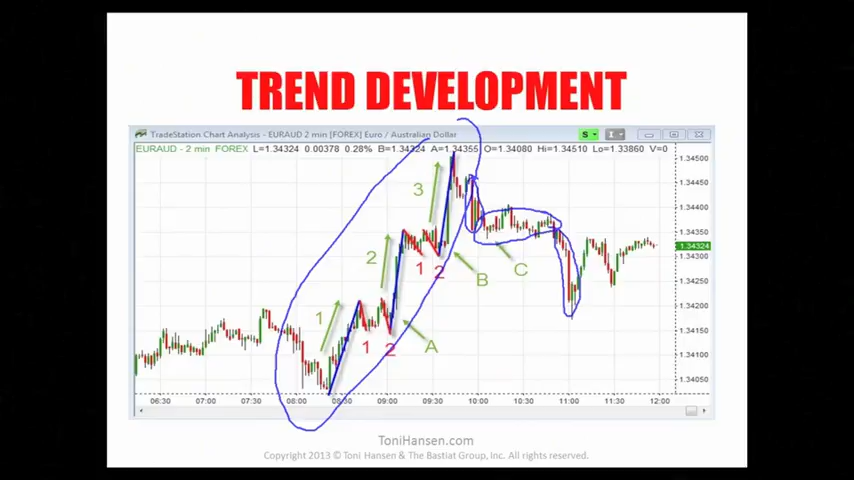 TREND DEVELOPMENT
TradeStation Chart Analysis - EURAUD 2 min [FOREX] Euro / Australian Dollar
S
I
EURAUD - 2 min FOREX L=1.34324 0.00378 0.28% B=1.34324 A=1.34355 O=1.34080 Hi=1.34510 Lo=1.33860 V=0
1.34500
1.34400
1.34350
1.34324
1.34300
1.34250
1.34200
1.34150
1.34100
1.34050
3
2
1
1
2
B
C
1
2
A
06:30 07:00 07:30 08:00 08:30 09:00 09:30 10:00 10:30 11:00 11:30 12:00
ToniHansen.com
Copyright 2013 © Toni Hansen & The Bastiat Group, Inc. All rights reserved.